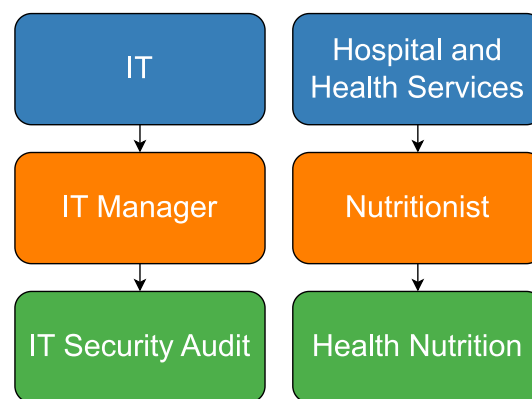 IT
Hospital and
Health Services
IT Manager
Nutritionist
IT Security Audit
Health Nutrition